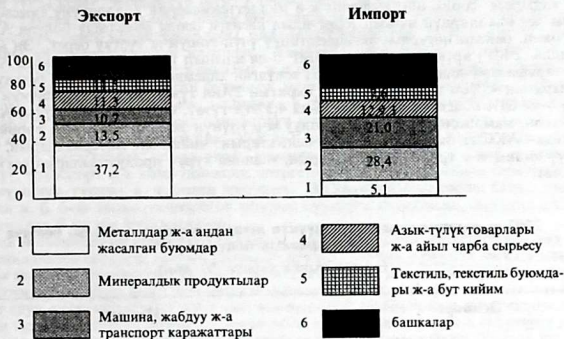 Экспорт
Импорт
100
80
60
40
20
0
6
5
4
11,3
3
10,7
2
13,5
1
37,2
6
5
4
3
21,0
2
28,4
1
5,1
1 Металлдар ж-а андан
жасалган буюмдар
2 Минералдык продуктылар
3 Машина, жабдуу ж-а
транспорт каражаттары
4 Азык-түлүк товарлары
ж-а айыл чарба сырьесу
5 Текстиль, текстиль буюмда-
ры ж-а бут кийим
6 башкалар